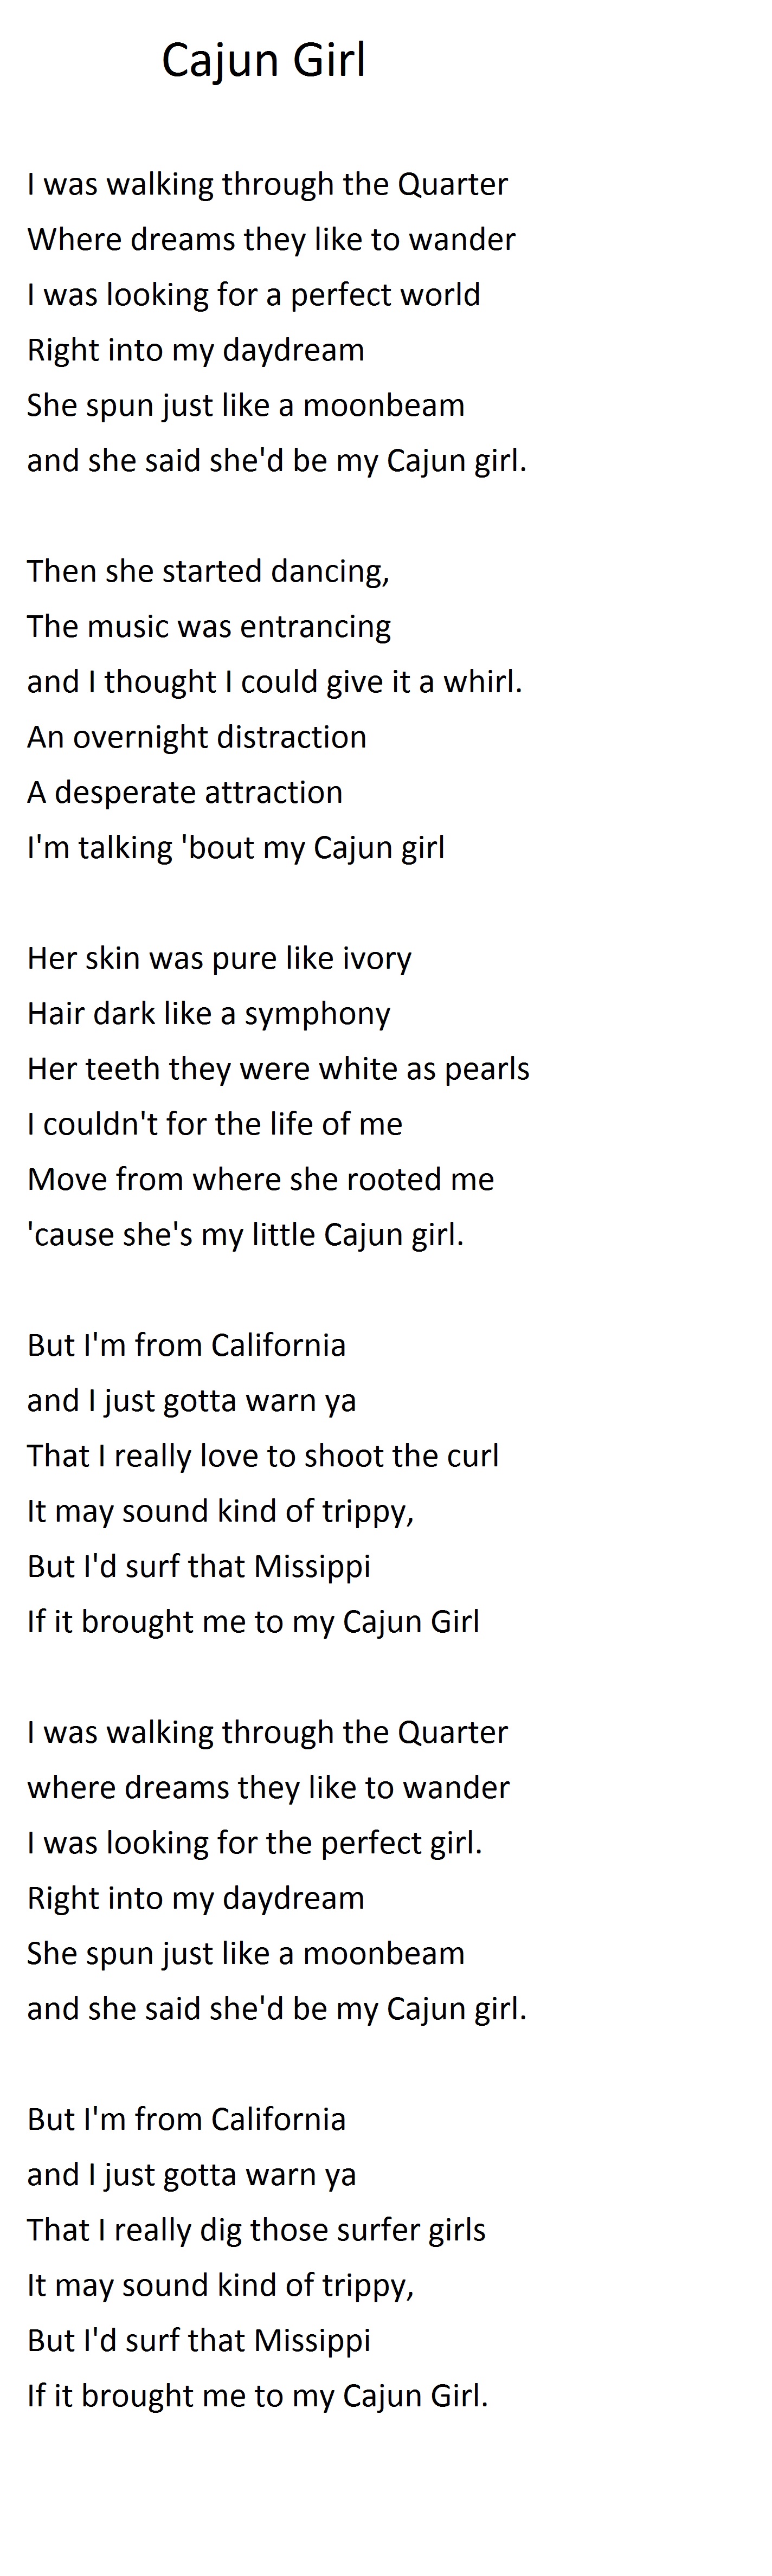 Cajun Girl
I was walking through the Quarter
Where dreams they like to wander
I was looking for a perfect world
Right into my daydream
She spun just like a moonbeam
and she said she'd be my Cajun girl.
Then she started dancing,
The music was entrancing
and I thought I could give it a whirl.
An overnight distraction
A desperate attraction
I'm talking 'bout my Cajun girl
Her skin was pure like ivory
Hair dark like a symphony
Her teeth they were white as pearls
I couldn't for the life of me
Move from where she rooted me
'cause she's my little Cajun girl.
But I'm from California
and I just gotta warn ya
That I really love to shoot the curl
It may sound kind of trippy,
But I'd surf that Missippi
If it brought me to my Cajun Girl
I was walking through the Quarter
where dreams they like to wander
I was looking for the perfect girl.
Right into my daydream
She spun just like a moonbeam
and she said she'd be my Cajun girl.
But I'm from California
and I just gotta warn ya
That I really dig those surfer girls
It may sound kind of trippy,
But I'd surf that Missippi
If it brought me to my Cajun Girl.